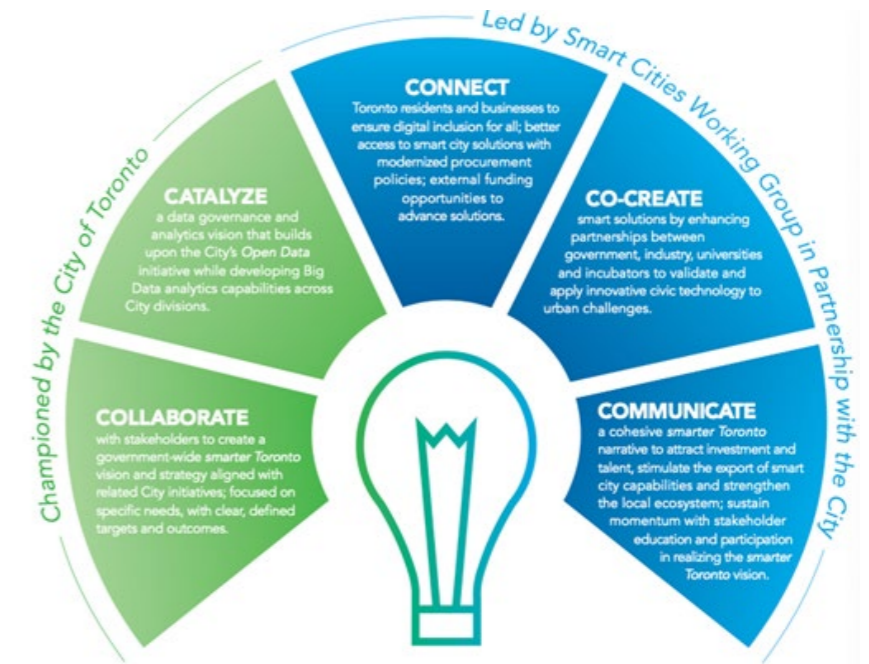 Championed by the City of Toronto
Led by Smart Cities Working Group in Partnership with the City
COLLABORATE
with stakeholders to create a
government-wide smarter Toronto
vision and strategy aligned with
related City initiatives; focused on
specific needs, with clear, defined
targets and outcomes.
CATALYZE
a data governance and
analytics vision that builds
upon the City's Open Data
initiative while developing Big
Data analytics capabilities across
City divisions.
CONNECT
Toronto residents and businesses to
ensure digital inclusion for all; better
access to smart city solutions with
modernized procurement
policies; external funding
opportunities to
advance solutions.
CO-CREATE
smart solutions by enhancing
partnerships between
government, industry, universities
and incubators to validate and
apply innovative civic technology to
urban challenges.
COMMUNICATE
a cohesive smarter Toronto
narrative to attract investment and
talent, stimulate the export of smart
city capabilities and strengthen
the local ecosystem; sustain
momentum with stakeholder
education and participation
in realizing the smarter
Toronto vision.